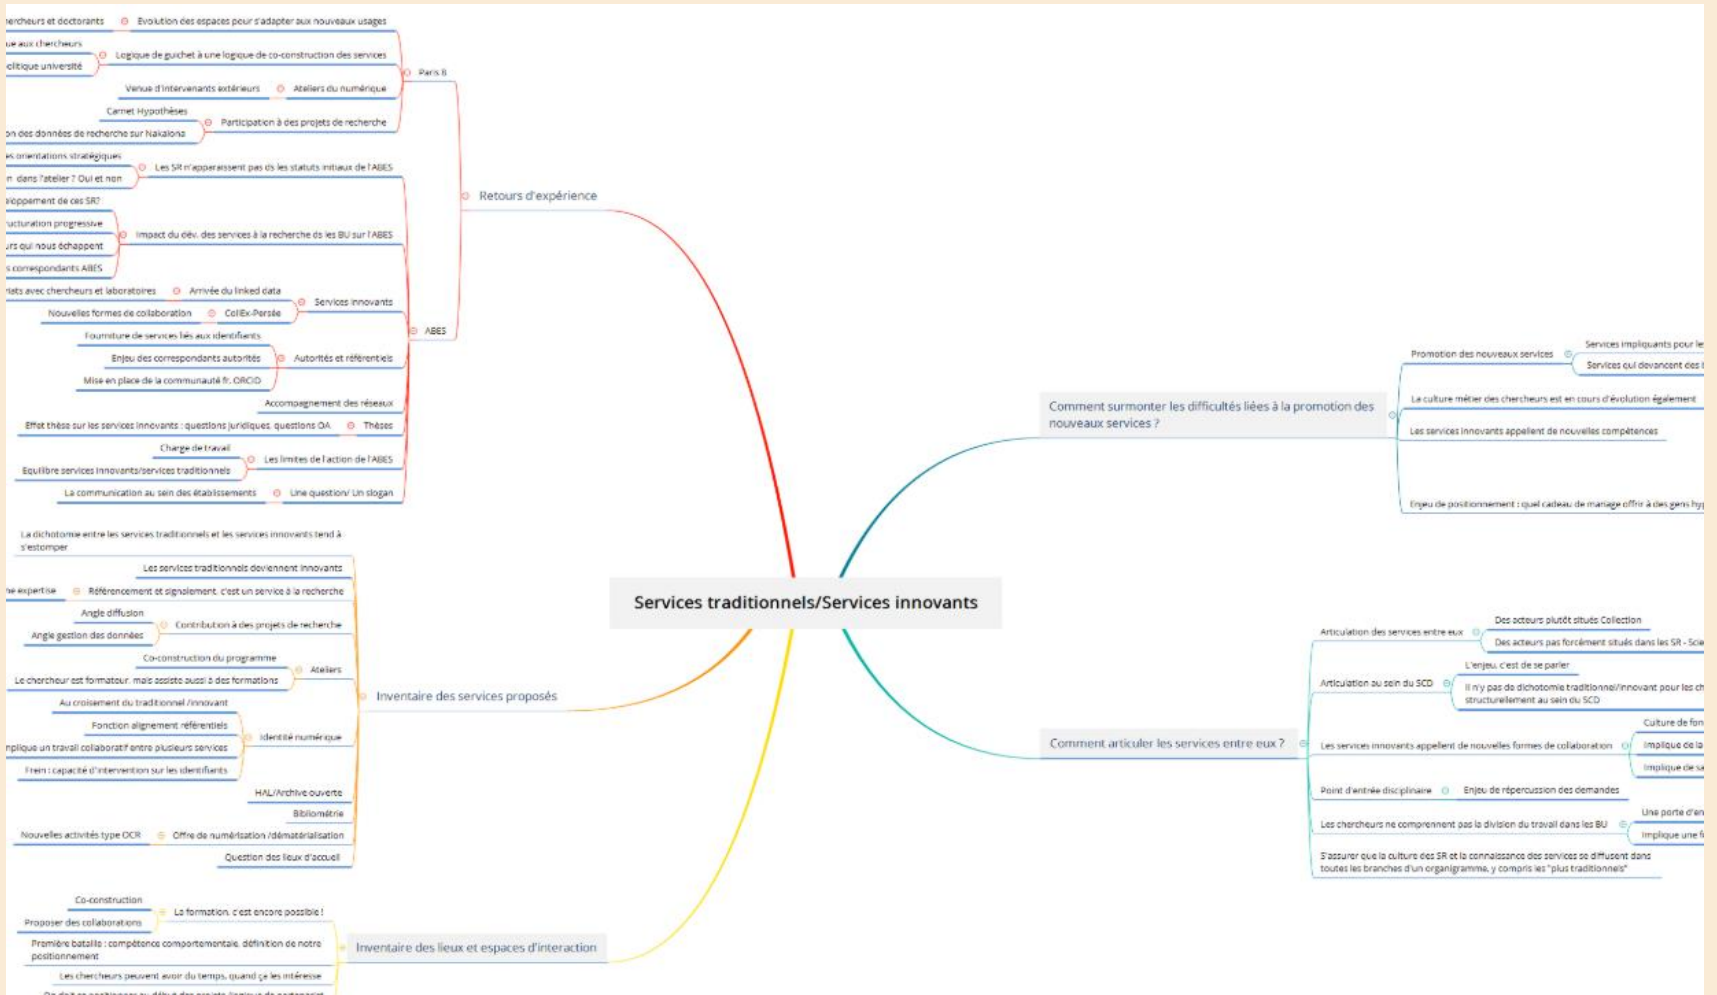 chercheurs et doctorants
Evolution des espaces pour s'adapter aux nouveaux usages
aux chercheurs
politique université
Logique de guichet à une logique de co-construction des services
Paris 8
Venue d'intervenants extérieurs
Ateliers du numérique
Carnet Hypothèses
des données de recherche sur Nakalona
Participation à des projets de recherche
orientations stratégiques
dans l'atelier ? Oui et non
Les SR n'apparaissent pas ds les statuts initiaux de l'ABES
Retours d'expérience
de ces SR?
progressive
qui nous échappent
correspondants ABES
Impact du dév. des services à la recherche ds les BU sur l'ABES
avec chercheurs et laboratoires
Arrivée du linked data
Services innovants
Nouvelles formes de collaboration
CollEx-Persée
ABES
Fourniture de services liés aux identifiants
Enjeu des correspondants autorités
Autorités et référentiels
Mise en place de la communauté fr. ORCID
Accompagnement des réseaux
Effet thèse sur les services innovants : questions juridiques, questions OA
Thèses
Charge de travail
Equilibre services innovants/services traditionnels
Les limites de l'action de l'ABES
La communication au sein des établissements
Une question/ Un slogan
La dichotomie entre les services traditionnels et les services innovants tend à
s'estomper
Les services traditionnels deviennent innovants
expertise
Référencement et signalement, c'est un service à la recherche
Angle diffusion
Angle gestion des données
Contribution à des projets de recherche
Co-construction du programme
Le chercheur est formateur, mais assiste aussi à des formations
Ateliers
Inventaire des services proposés
Au croisement du traditionnel /innovant
Fonction alignement référentiels
Implique un travail collaboratif entre plusieurs services
Frein : capacité d'intervention sur les identifiants
Identité numérique
HAL/Archive ouverte
Bibliométrie
Nouvelles activités type OCR
Offre de numérisation /dématérialisation
Question des lieux d'accueil
Co-construction
Proposer des collaborations
La formation, c'est encore possible !
Première bataille : compétence comportementale, définition de notre
positionnement
Inventaire des lieux et espaces d'interaction
Les chercheurs peuvent avoir du temps, quand ça les intéresse
On doit se positionner au début des projets (logique de partenariat
Services traditionnels/Services innovants
Comment surmonter les difficultés liées à la promotion des
nouveaux services ?
Promotion des nouveaux services
Services impliquants pour
Services qui devancent des
La culture métier des chercheurs est en cours d'évolution également
Les services innovants appellent de nouvelles compétences
Enjeu de positionnement : quel cadeau de mariage offrir à des gens
Comment articuler les services entre eux ?
Articulation des services entre eux
Des acteurs plutôt situés Collection
Des acteurs pas forcément situés dans les SR -
Articulation au sein du SCD
L'enjeu, c'est de se parler
Il n'y pas de dichotomie traditionnel/innovant pour les
structurellement au sein du SCD
Les services innovants appellent de nouvelles formes de collaboration
Culture de
Implique de la
Implique de
Point d'entrée disciplinaire
Enjeu de répercussion des demandes
Les chercheurs ne comprennent pas la division du travail dans les BU
Une porte
Implique une
S'assurer que la culture des SR et la connaissance des services se diffusent dans
toutes les branches d'un organigramme, y compris les "plus traditionnels"